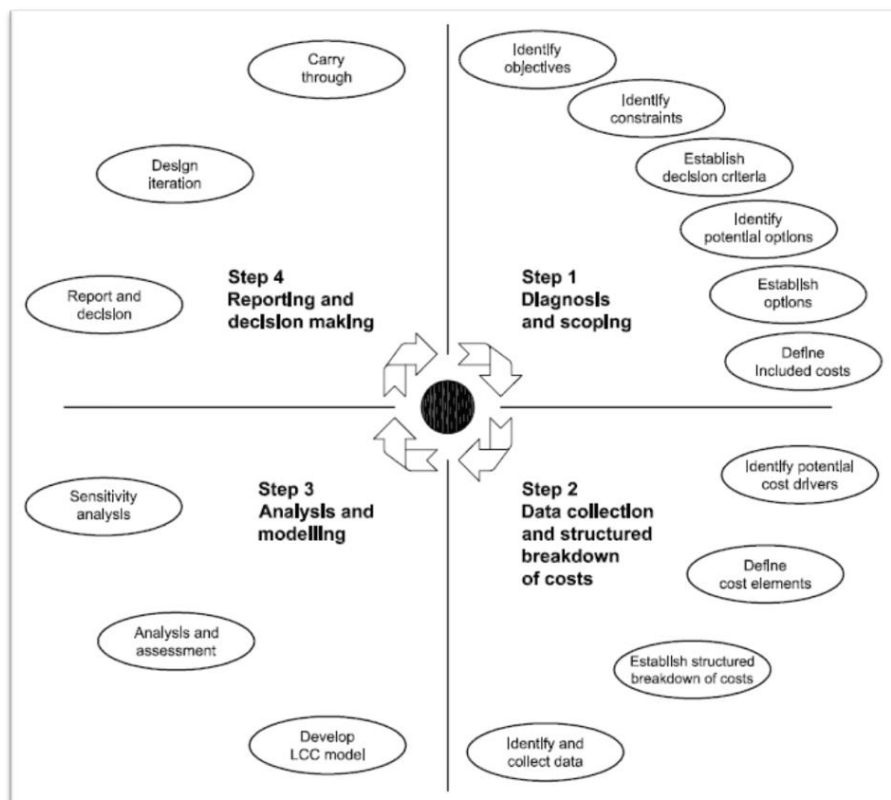 Identify
objectives
Identify
constraints
Establish
decision criteria
Identify
potential options
Establish
options
Define
included costs
Step 1
Diagnosis
and scoping
Identify potential
cost drivers
Define
cost elements
Establish structured
breakdown of costs
Identify and
collect data
Step 2
Data collection
and structured
breakdown
of costs
Develop
LCC model
Analysis and
assessment
Sensitivity
analysis
Step 3
Analysis and
modelling
Report and
decision
Design
iteration
Carry
through
Step 4
Reporting and
decision making